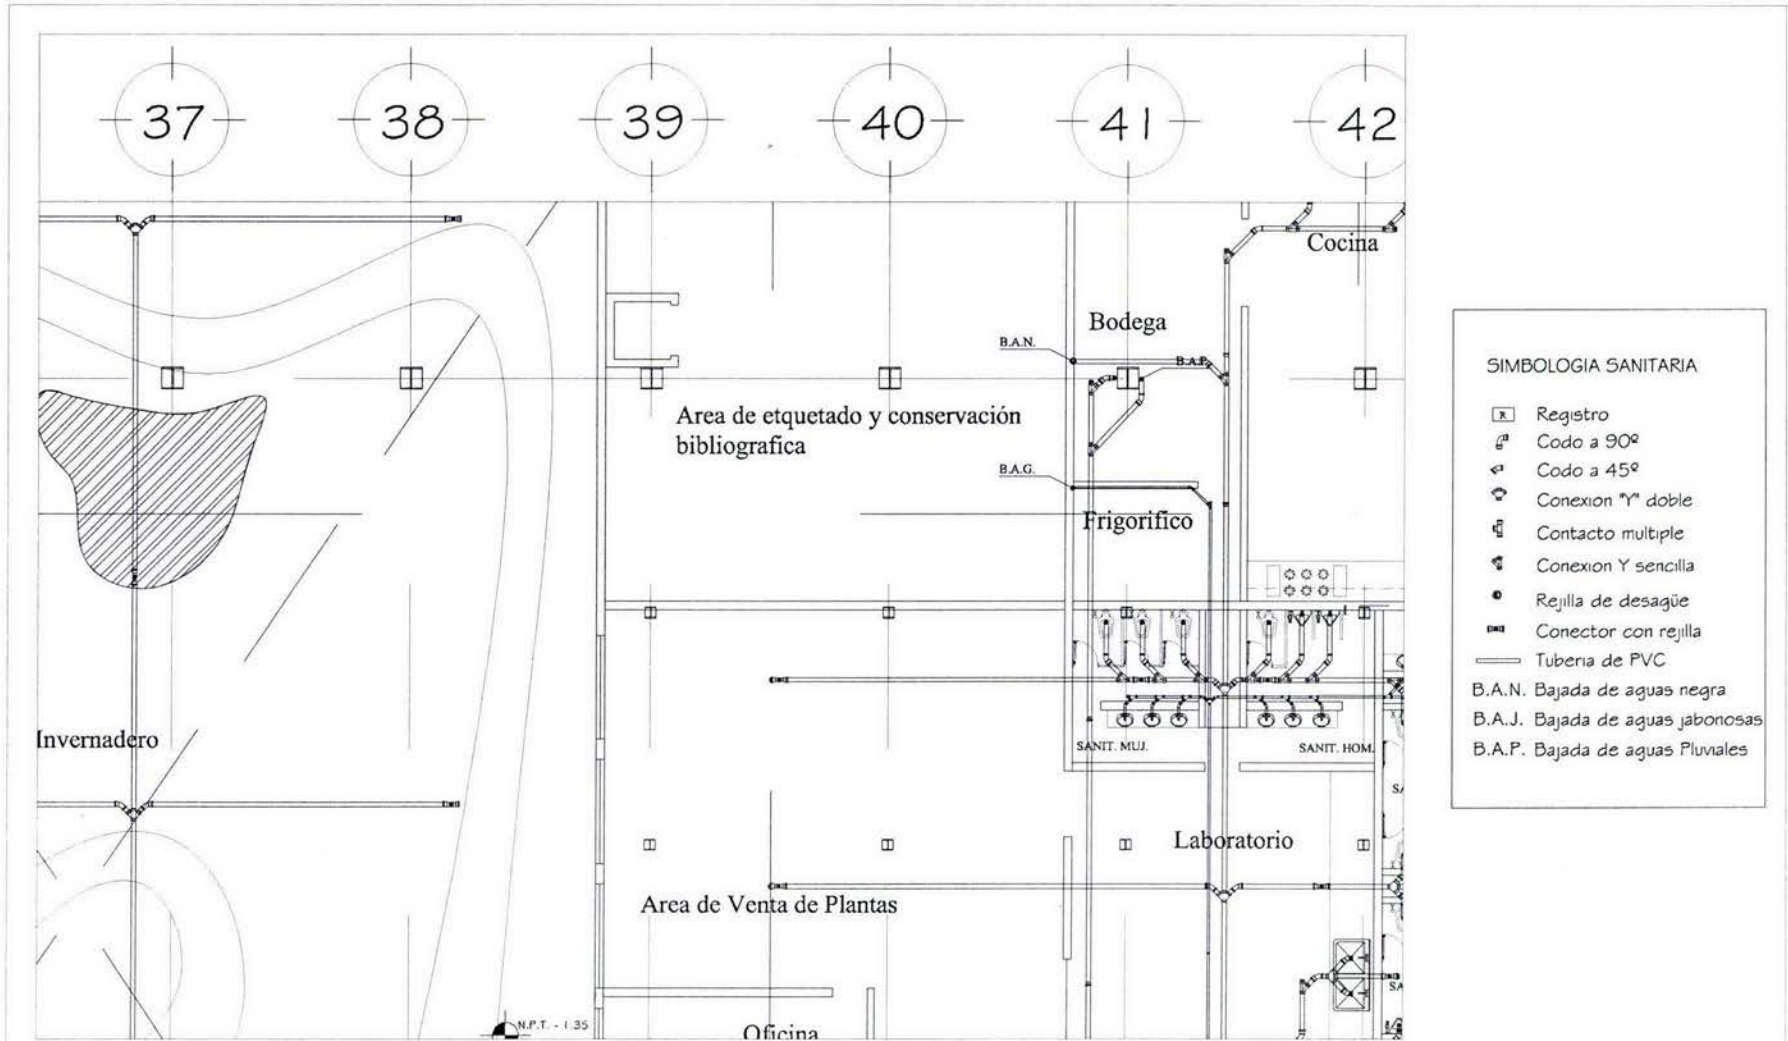 37 38 39 40 41 42
Cocina
Bodega
B.A.N.
B.A.P.
Area de etquetado y conservación
bibliografica
B.A.G.
Frigorifico
Invernadero
SANIT. MUJ.
SANIT. HOM.
Laboratorio
Area de Venta de Plantas
N.P.T. - 1.35
Oficina
SIMBOLOGIA SANITARIA
Registro
Codo a 90º
Codo a 45º
Conexion "Y" doble
Contacto multiple
Conexion Y sencilla
Rejilla de desagüe
Conector con rejilla
Tuberia de PVC
B.A.N. Bajada de aguas negra
B.A.J. Bajada de aguas jabonosas
B.A.P. Bajada de aguas Pluviales